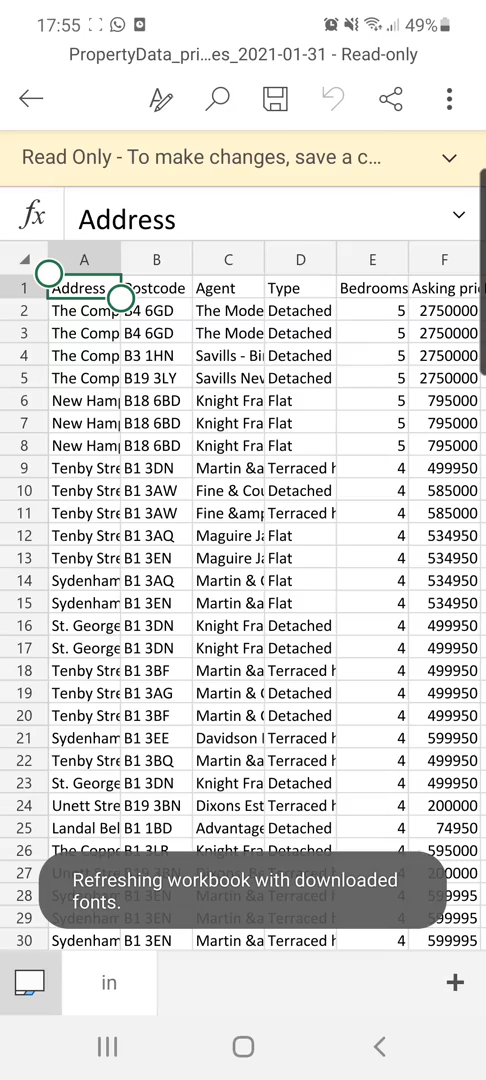 17:55 49%
PropertyData_pri...es_2021-01-31 - Read-only
Read Only - To make changes, save a c...
fx Address
A B C D E F
1 Address Postcode Agent Type Bedrooms Asking pri
2 The Comp B4 6GD The Mode Detached 5 2750000
3 The Comp B4 6GD The Mode Detached 5 2750000
4 The Comp B3 1HN Savills - Bi Detached 5 2750000
5 The Comp B19 3LY Savills Nev Detached 5 2750000
6 New Ham B18 6BD Knight Fra Flat 5 795000
7 New Ham B18 6BD Knight Fra Flat 5 795000
8 New Ham B18 6BD Knight Fra Flat 5 795000
9 Tenby Stre B1 3DN Martin &a Terraced h 4 499950
10 Tenby Stre B1 3AW Fine & Cou Detached 4 585000
11 Tenby Stre B1 3AW Fine &amp Terraced h 4 585000
12 Tenby Stre B1 3AQ Maguire Ja Flat 4 534950
13 Tenby Stre B1 3EN Maguire Ja Flat 4 534950
14 Sydenham B1 3AQ Martin & Flat 4 534950
15 Sydenham B1 3EN Martin &a Flat 4 534950
16 St. George B1 3DN Knight Fra Detached 4 499950
17 St. George B1 3DN Knight Fra Detached 4 499950
18 Tenby Stre B1 3BF Martin &a Terraced h 4 499950
19 Tenby Stre B1 3AG Martin & Detached 4 499950
20 Tenby Stre B1 3BF Martin & Detached 4 499950
21 Sydenham B1 3EE Davidson Terraced h 4 599950
22 Tenby Stre B1 3BQ Martin &a Terraced h 4 499950
23 St. George B1 3DN Knight Fra Detached 4 499950
24 Unett Stre B19 3BN Dixons Est Terraced h 4 200000
25 Landal Bel B1 1BD Advantage Detached 4 74950
26 The Coppe B1 3LR Knight Fra Detached 4 595000
27 Unett Stre B19 3BN Dixons Est Terraced h 4 200000
Refreshing workbook with downloaded
fonts.
28 Sydenham B1 3EN Martin &a Terraced h 4 599995
29 Sydenham B1 3EN Martin &a Terraced h 4 599995
30 Sydenham B1 3EN Martin &a Terraced h 4 599995
in